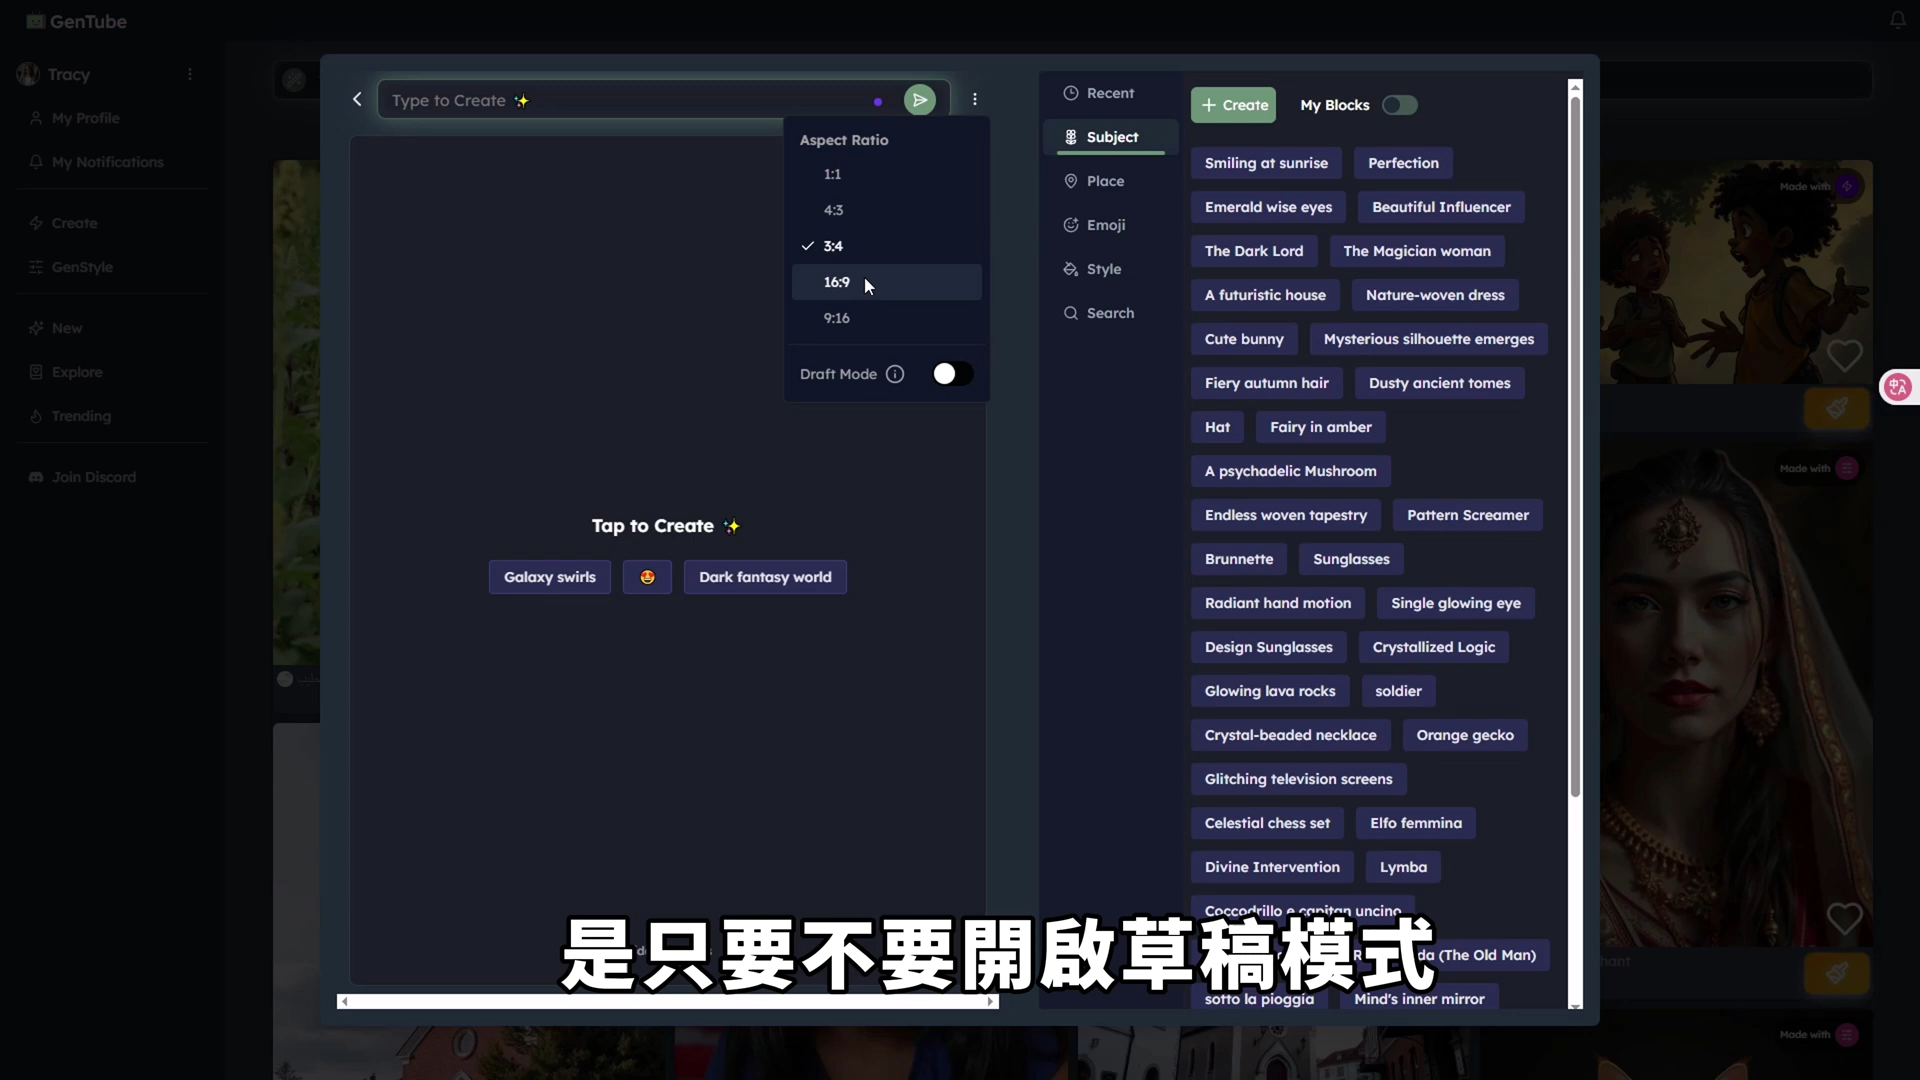 GenTube
Tracy
My Profile
My Notifications
Create
GenStyle
New
Explore
Trending
Join Discord
Type to Create ✨
Aspect Ratio
1:1
4:3
3:4
16:9
9:16
Draft Mode
Tap to Create ✨
Galaxy swirls 😍 Dark fantasy world
Recent
Subject
Place
Emoji
Style
Search
+ Create My Blocks
Smiling at sunrise Perfection
Emerald wise eyes Beautiful Influencer
The Dark Lord The Magician woman
A futuristic house Nature-woven dress
Cute bunny Mysterious silhouette emerges
Fiery autumn hair Dusty ancient tomes
Hat Fairy in amber
A psychadelic Mushroom
Endless woven tapestry Pattern Screamer
Brunnette Sunglasses
Radiant hand motion Single glowing eye
Design Sunglasses Crystallized Logic
Glowing lava rocks soldier
Crystal-beaded necklace Orange gecko
Glitching television screens
Celestial chess set Elfo femmina
Divine Intervention Lymba
Coccodrillo e capitan uncino
(The Old Man)
sotto la pioggia Mind's inner mirror
Made with
Made with
Made with
是只要不要開啟草稿模式